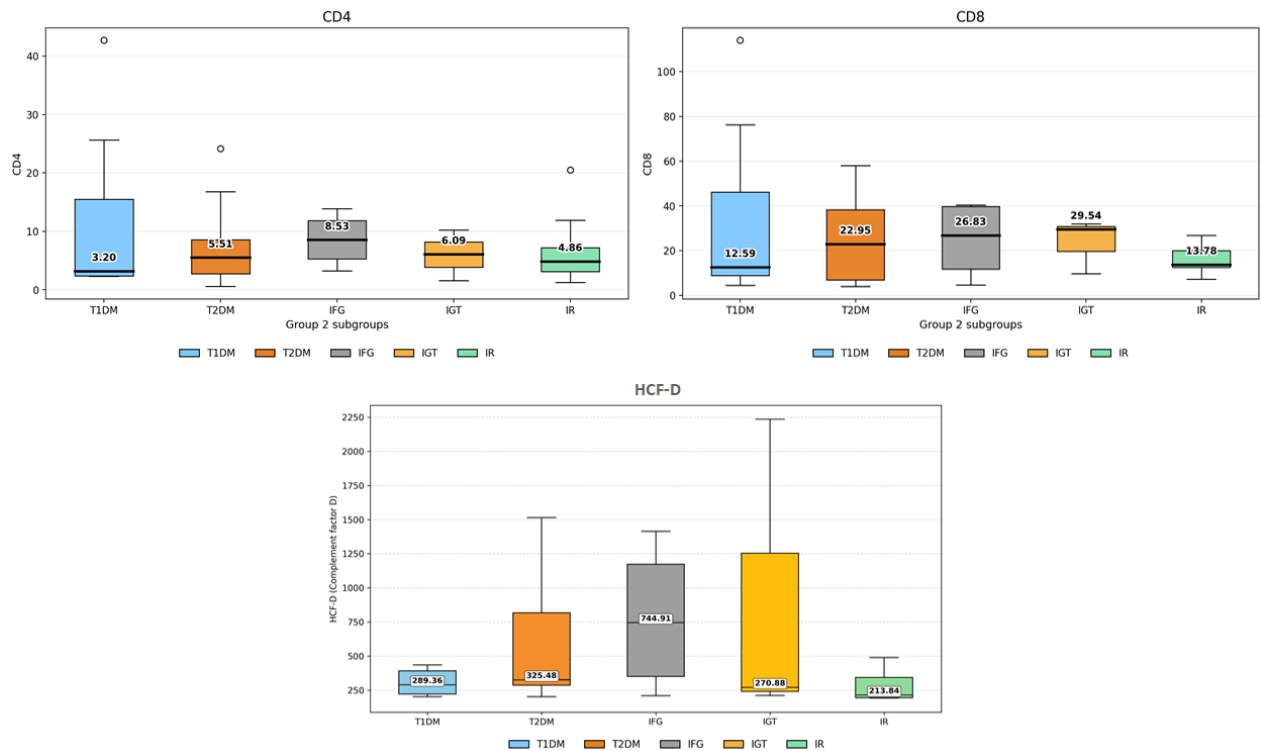 CD4
40
30
20
10
0
CD4
3.20
5.51
8.53
6.09
4.86
T1DM T2DM IFG IGT IR
Group 2 subgroups
T1DM T2DM IFG IGT IR
CD8
100
80
60
40
20
0
CD8
12.59
22.95
26.83
29.54
13.78
T1DM T2DM IFG IGT IR
Group 2 subgroups
T1DM T2DM IFG IGT IR
HCF-D
2250
2000
1750
1500
1250
1000
750
500
250
HCF-D (Complement factor D)
289.36
325.48
744.91
270.88
213.84
T1DM T2DM IFG IGT IR
T1DM T2DM IFG IGT IR